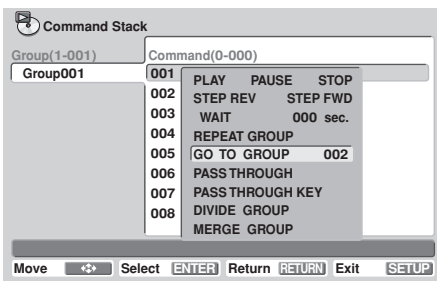 Command Stack
Group(1-001) Command(0-000)
Group001
001
002
003
004
005
006
007
008
PLAY PAUSE STOP
STEP REV STEP FWD
WAIT 000 sec.
REPEAT GROUP
GO TO GROUP 002
PASS THROUGH
PASS THROUGH KEY
DIVIDE GROUP
MERGE GROUP
Move Select ENTER Return RETURN Exit SETUP